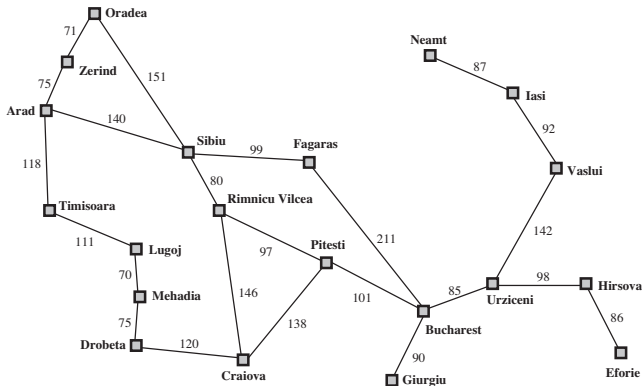 Oradea
71
Neamt
Zerind
87
151
75
Iasi
Arad
140
92
Sibiu
Fagaras
99
118
Vaslui
80
Rimnicu Vilcea
Timisoara
142
111
211
Lugoj
97
Pitesti
70
98
Hirsova
85
146
101
Urziceni
Mehadia
138
86
75
Bucharest
120
Drobeta
90
Craiova
Eforie
Giurgiu